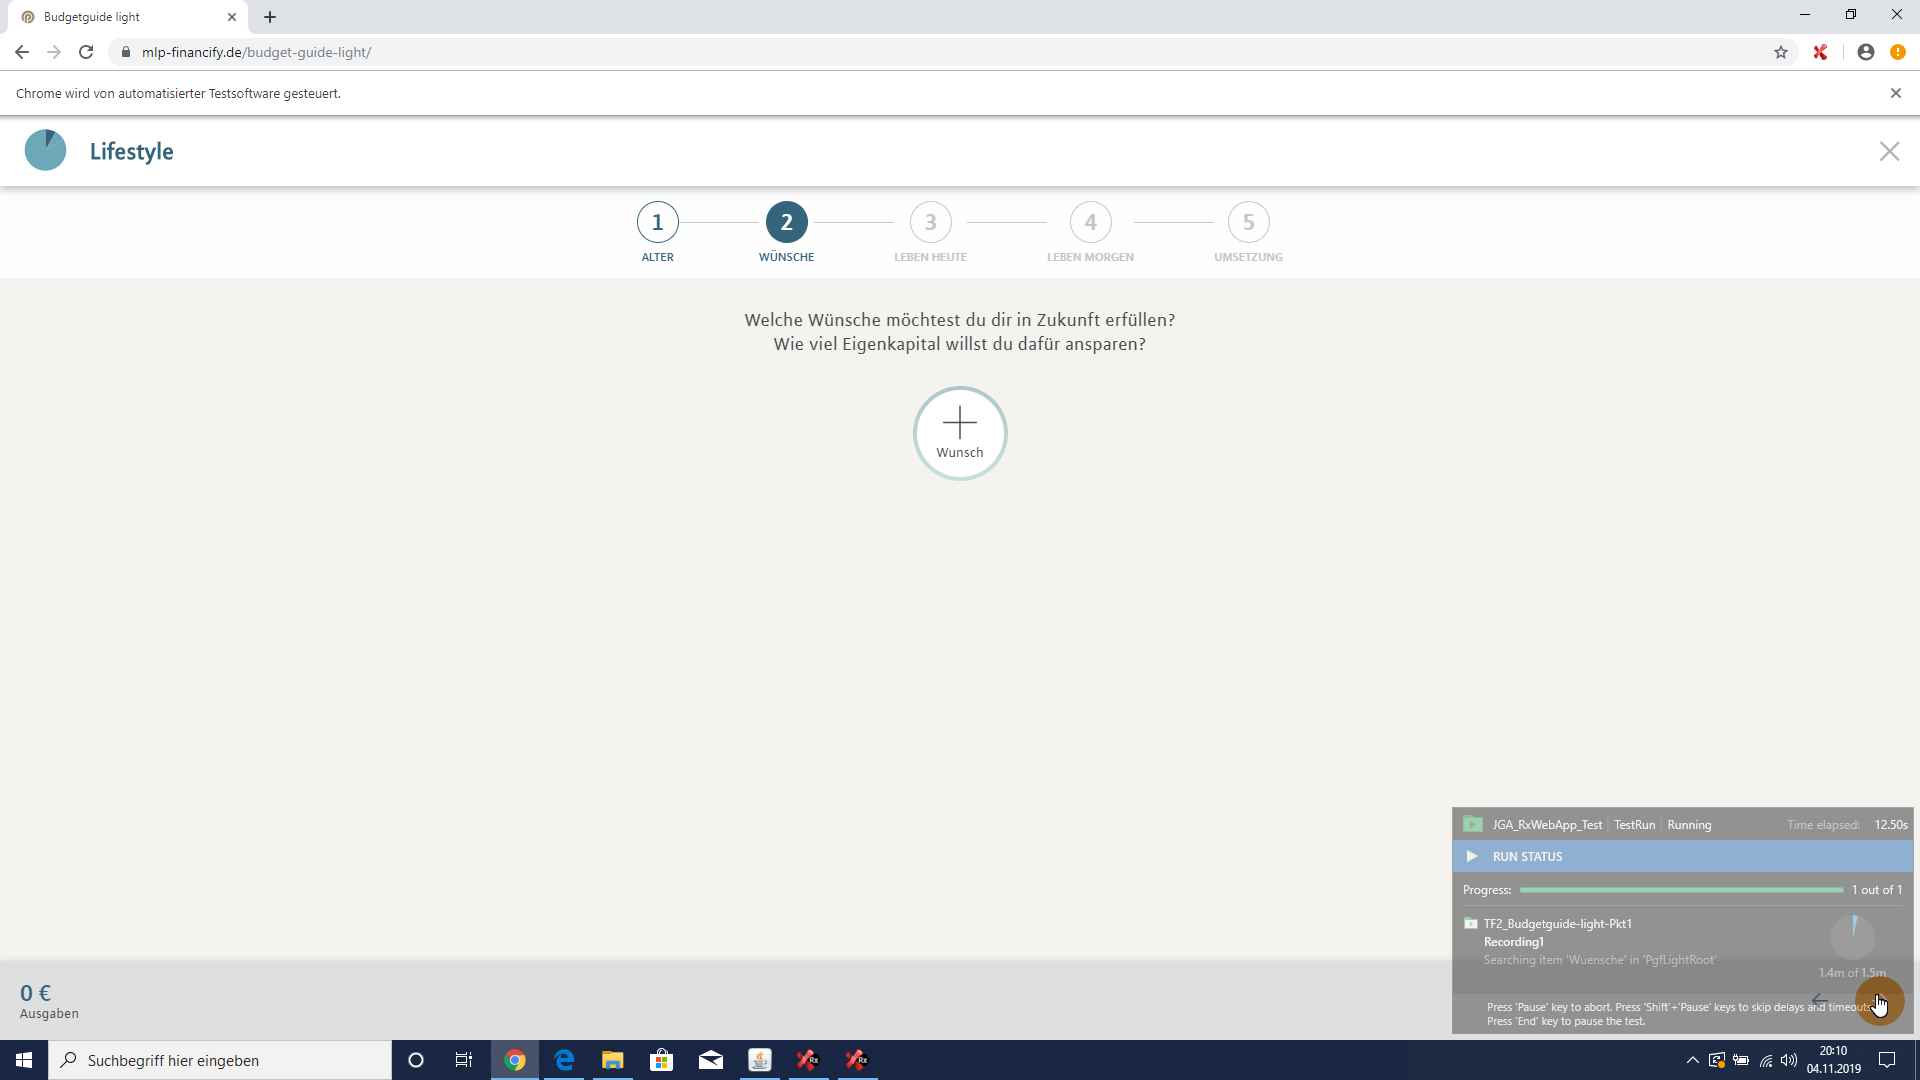 Budgetguide light
mlp-financify.de/budget-guide-light/
Chrome wird von automatisierter Testsoftware gesteuert.
Lifestyle
1 2 3 4 5
ALTER WÜNSCHE LEBEN HEUTE LEBEN MORGEN UMSETZUNG
Welche Wünsche möchtest du dir in Zukunft erfüllen?
Wie viel Eigenkapital willst du dafür ansparen?
Wunsch
JGA_RxWebApp_Test TestRun Running Time elapsed: 12.50s
RUN STATUS
Progress: 1 out of 1
TF2_Budgetguide-light-Pkt1
Recording1
Searching item 'Wuensche' in 'PgfLightRoot'
1.4m of 1.5m
Press 'Pause' key to abort. Press 'Shift'+'Pause' keys to skip delays and timeouts.
Press 'End' key to pause the test.
0 €
Ausgaben
Suchbegriff hier eingeben
Rx Rx
20:10
04.11.2019